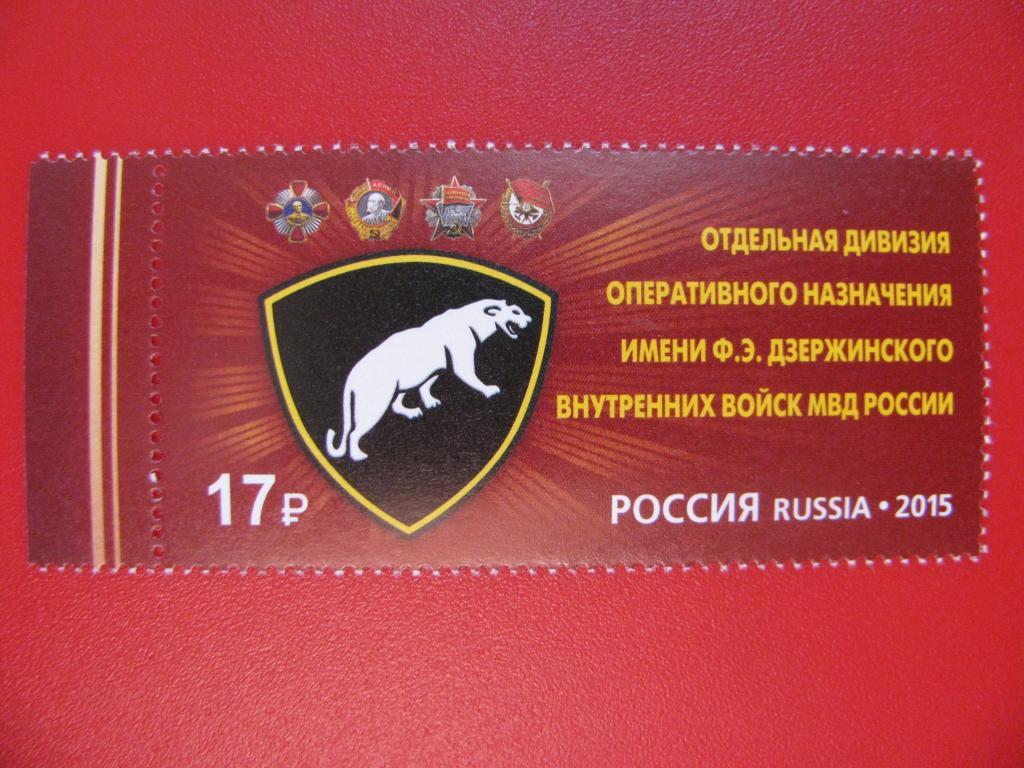 ОТДЕЛЬНАЯ ДИВИЗИЯ
ОПЕРАТИВНОГО НАЗНАЧЕНИЯ
ИМЕНИ Ф.Э. ДЗЕРЖИНСКОГО
ВНУТРЕННИХ ВОЙСК МВД РОССИИ
17₽
РОССИЯ RUSSIA • 2015